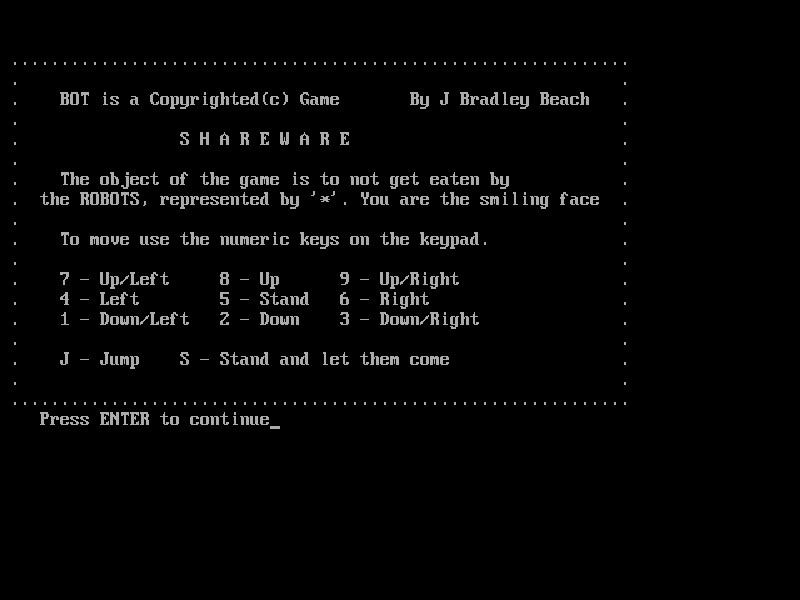 BOT is a Copyrighted(c) Game By J Bradley Beach
S H A R E W A R E
The object of the game is to not get eaten by
the ROBOTS, represented by '*'. You are the smiling face
To move use the numeric keys on the keypad.
7 - Up/Left 8 - Up 9 - Up/Right
4 - Left 5 - Stand 6 - Right
1 - Down/Left 2 - Down 3 - Down/Right
J - Jump S - Stand and let them come
Press ENTER to continue_